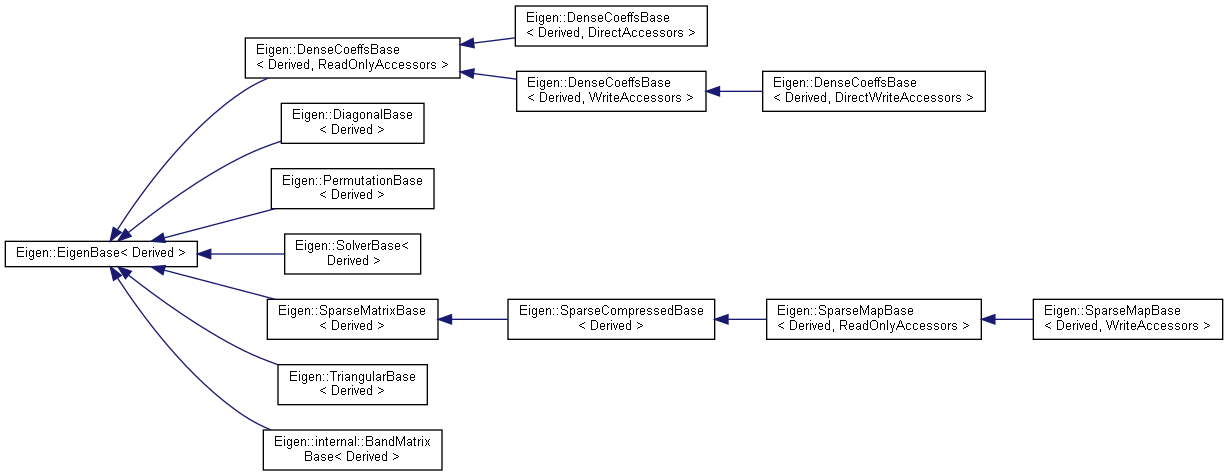 Eigen::DenseCoeffsBase
< Derived, DirectAccessors >
Eigen::DenseCoeffsBase
< Derived, ReadOnlyAccessors >
Eigen::DenseCoeffsBase
< Derived, WriteAccessors >
Eigen::DenseCoeffsBase
< Derived, DirectWriteAccessors >
Eigen::DiagonalBase
< Derived >
Eigen::PermutationBase
< Derived >
Eigen::EigenBase< Derived >
Eigen::SolverBase<
Derived >
Eigen::SparseMatrixBase
< Derived >
Eigen::SparseCompressedBase
< Derived >
Eigen::SparseMapBase
< Derived, ReadOnlyAccessors >
Eigen::SparseMapBase
< Derived, WriteAccessors >
Eigen::TriangularBase
< Derived >
Eigen::internal::BandMatrix
Base< Derived >